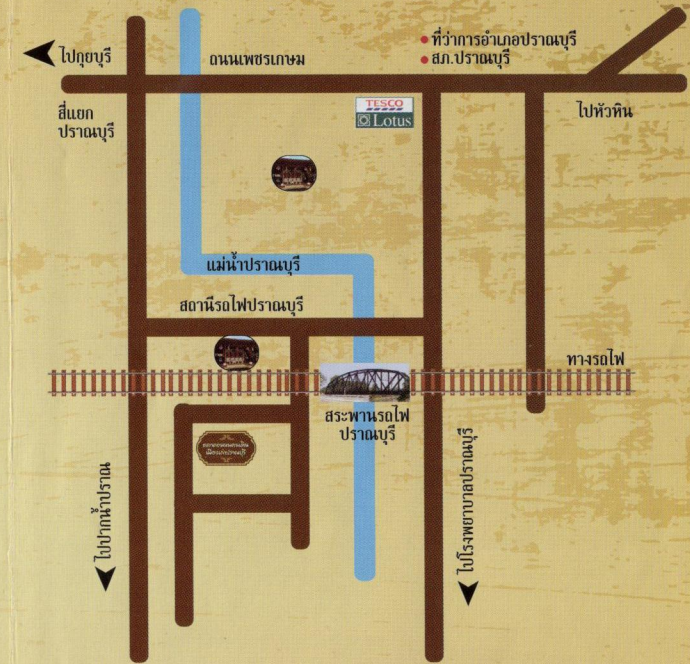 ไปกุยบุรี
ถนนเพชรเกษม
ที่ว่าการอำเภอปราณบุรี
สภ.ปราณบุรี
สี่แยก
ปราณบุรี
TESCO
Lotus
ไปหัวหิน
แม่น้ำปราณบุรี
สถานีรถไฟปราณบุรี
ทางรถไฟ
สระพานรถไฟ
ปราณบุรี
ไปปากน้ำปราณ
ไปโรงพยาบาลปราณบุรี